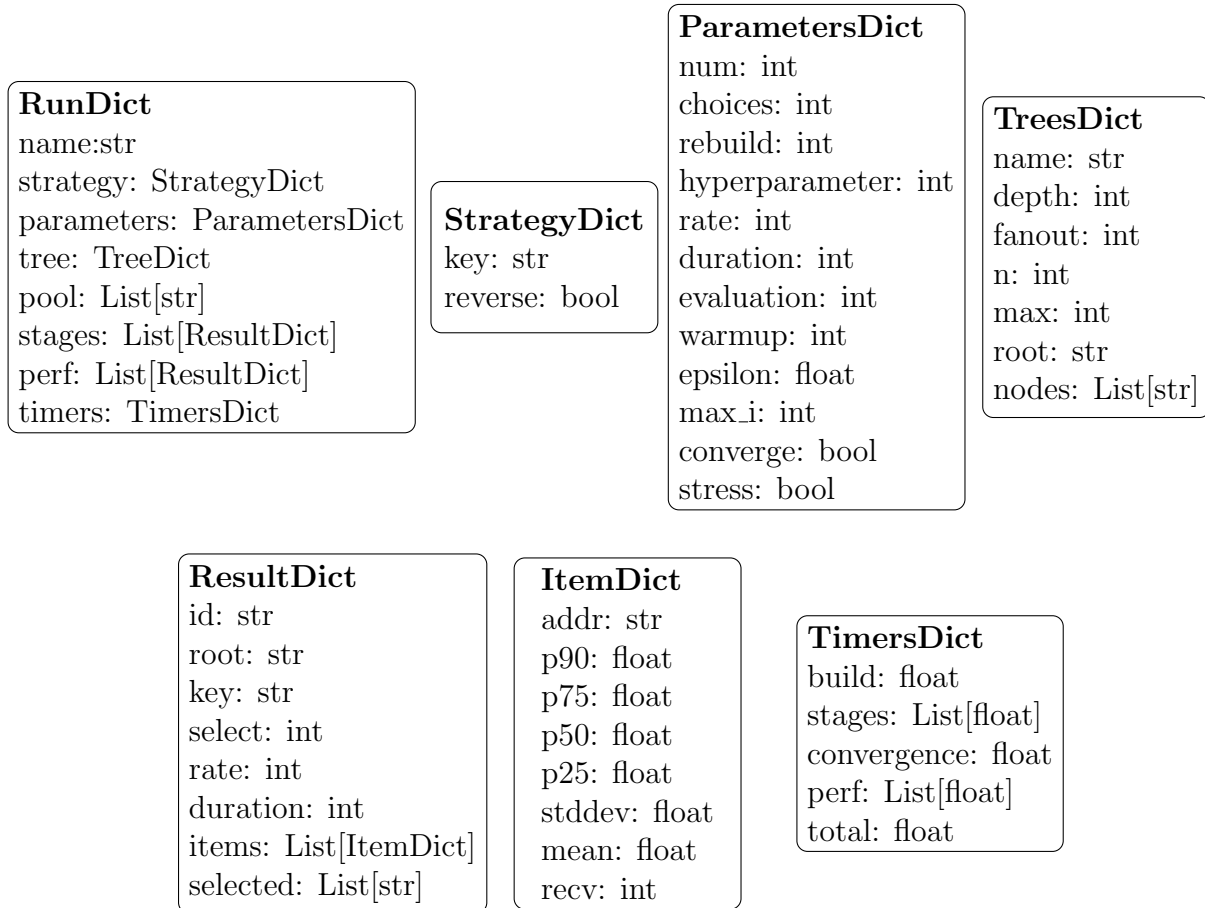 RunDict
name:str
strategy: StrategyDict
parameters: ParametersDict
tree: TreeDict
pool: List[str]
stages: List[ResultDict]
perf: List[ResultDict]
timers: TimersDict
StrategyDict
key: str
reverse: bool
ParametersDict
num: int
choices: int
rebuild: int
hyperparameter: int
rate: int
duration: int
evaluation: int
warmup: int
epsilon: float
max_i: int
converge: bool
stress: bool
TreesDict
name: str
depth: int
fanout: int
n: int
max: int
root: str
nodes: List[str]
ResultDict
id: str
root: str
key: str
select: int
rate: int
duration: int
items: List[ItemDict]
selected: List[str]
ItemDict
addr: str
p90: float
p75: float
p50: float
p25: float
stddev: float
mean: float
recv: int
TimersDict
build: float
stages: List[float]
convergence: float
perf: List[float]
total: float